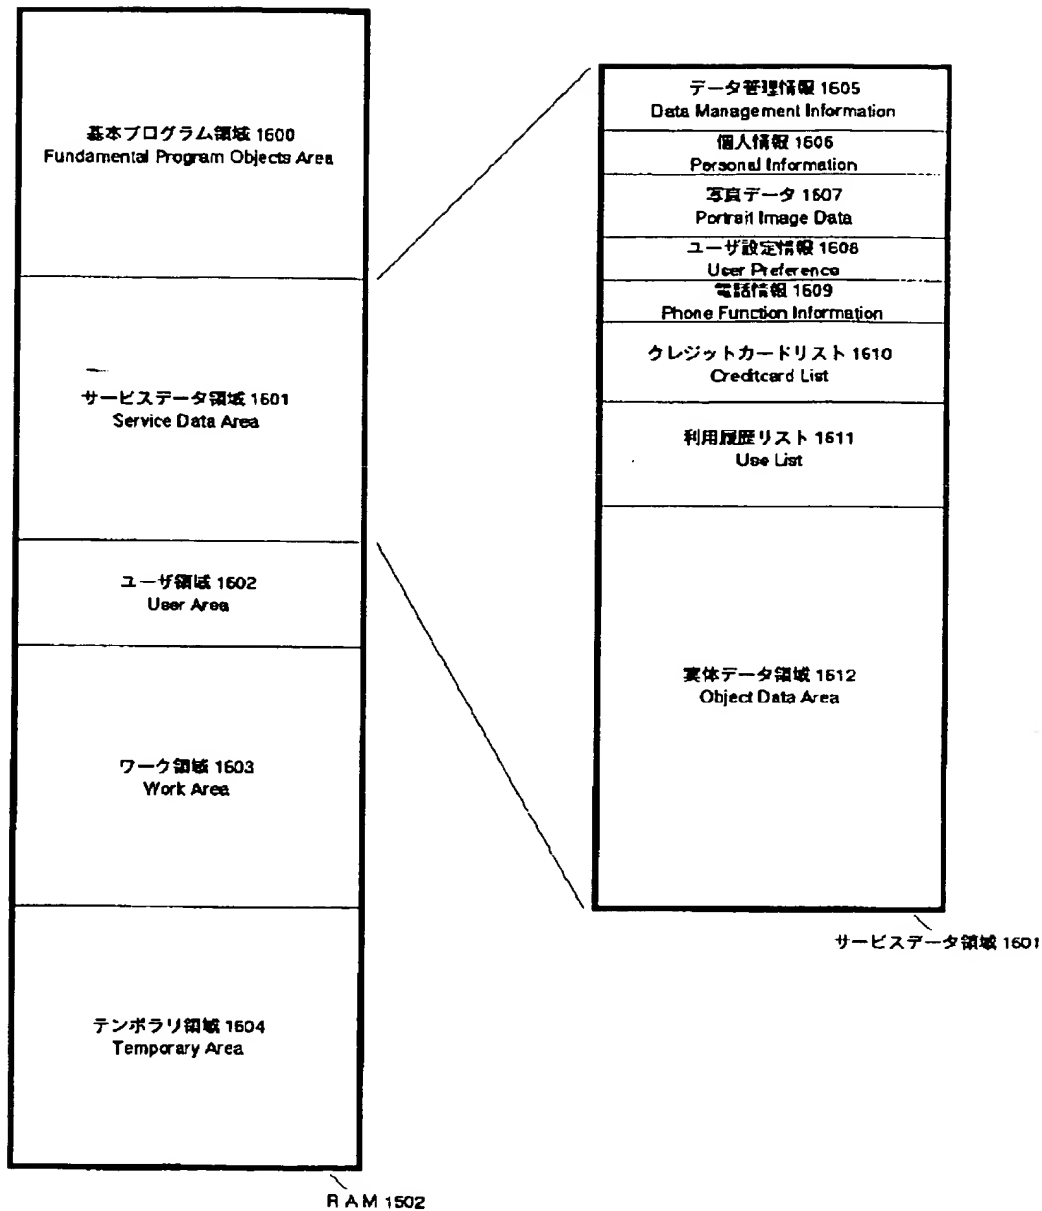 基本プログラム領域 1600
Fundamental Program Objects Area
サービスデータ領域 1601
Service Data Area
ユーザ領域 1602
User Area
ワーク領域 1603
Work Area
テンポラリ領域 1604
Temporary Area
RAM 1502
データ管理情報 1605
Data Management Information
個人情報 1606
Personal Information
写真データ 1607
Portrait Image Data
ユーザ設定情報 1608
User Preference
電話情報 1609
Phone Function Information
クレジットカードリスト 1610
Creditcard List
利用履歴リスト 1611
Use List
実体データ領域 1612
Object Data Area
サービスデータ領域 1601